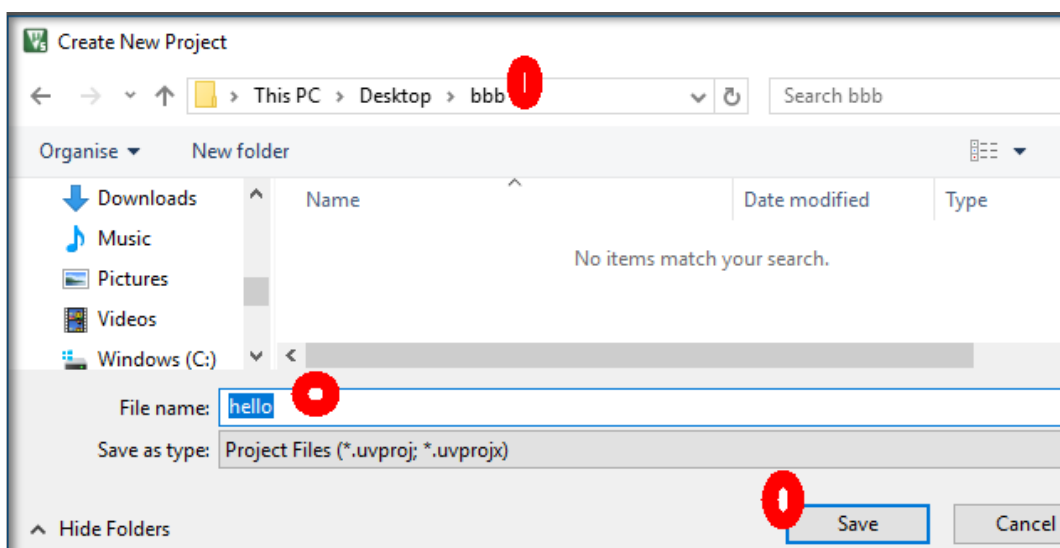 Create New Project
This PC > Desktop > bbb
Search bbb
Organise
New folder
Downloads
Music
Pictures
Videos
Windows (C:)
Name
Date modified
Type
No items match your search.
File name: hello
Save as type: Project Files (*.uvproj; *.uvprojx)
Hide Folders
Save
Cancel